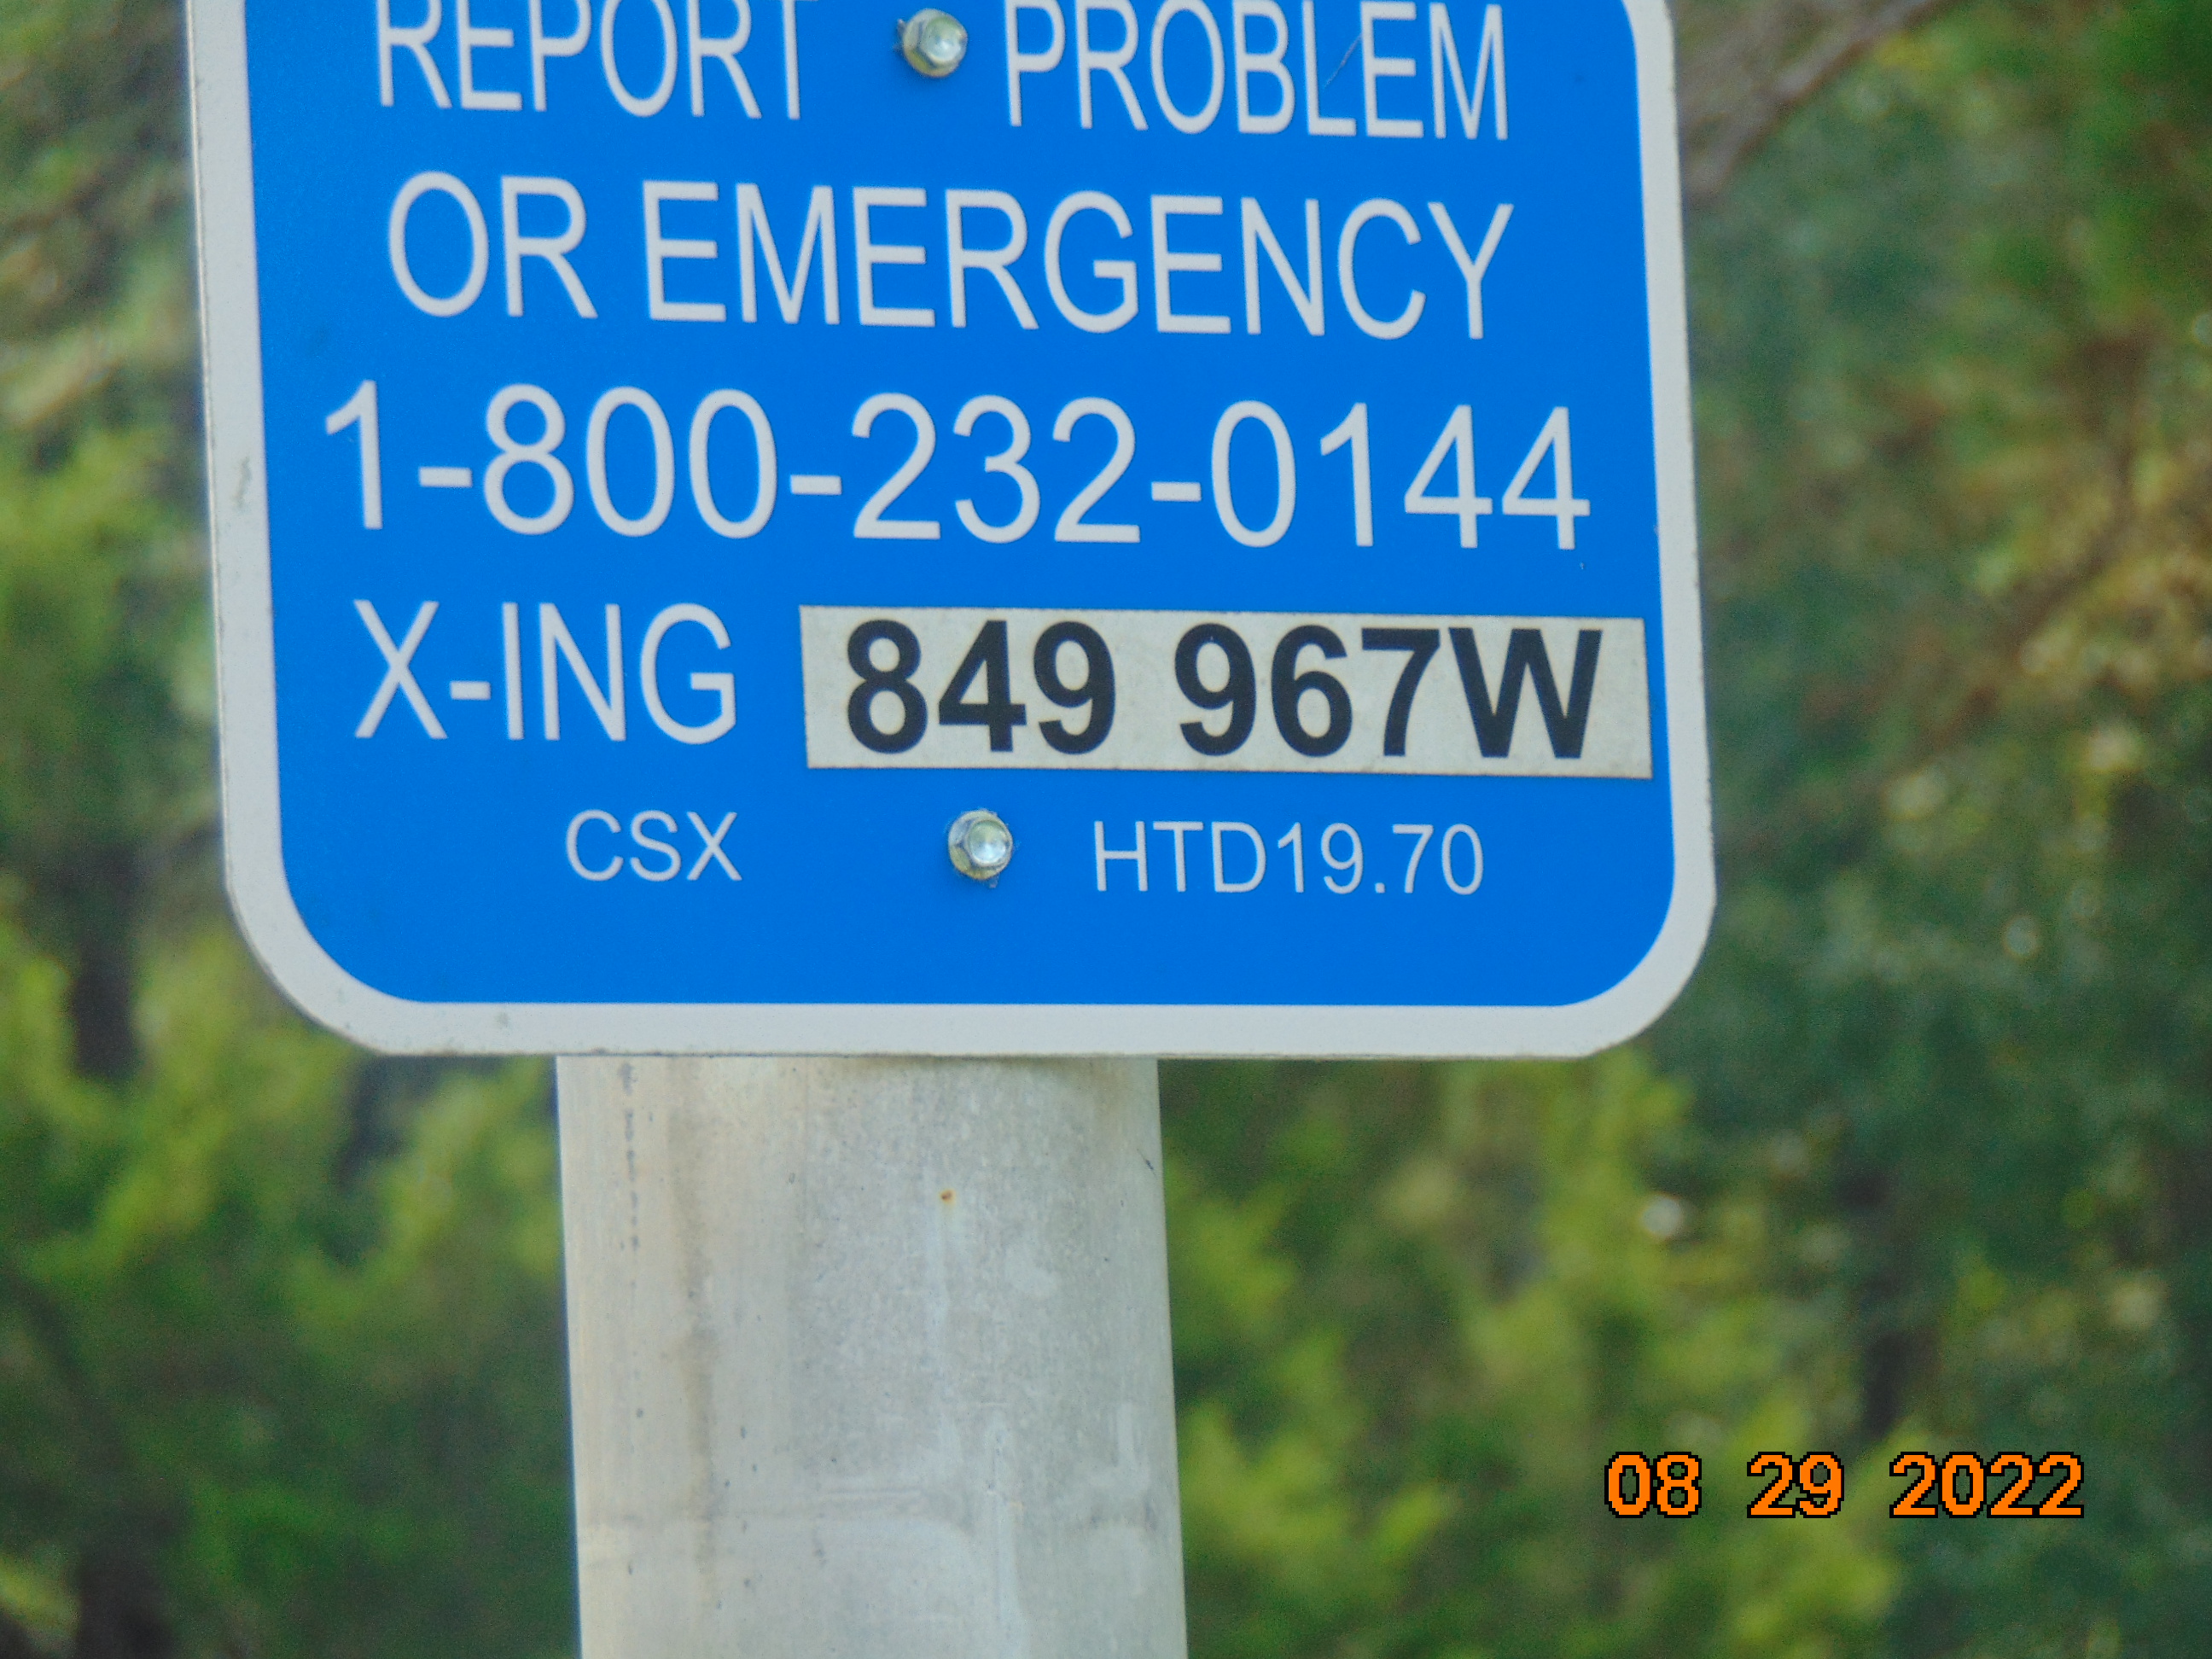 REPORT PROBLEM
OR EMERGENCY
1-800-232-0144
X-ING 849 967W
CSX HTD19.70
08 29 2022